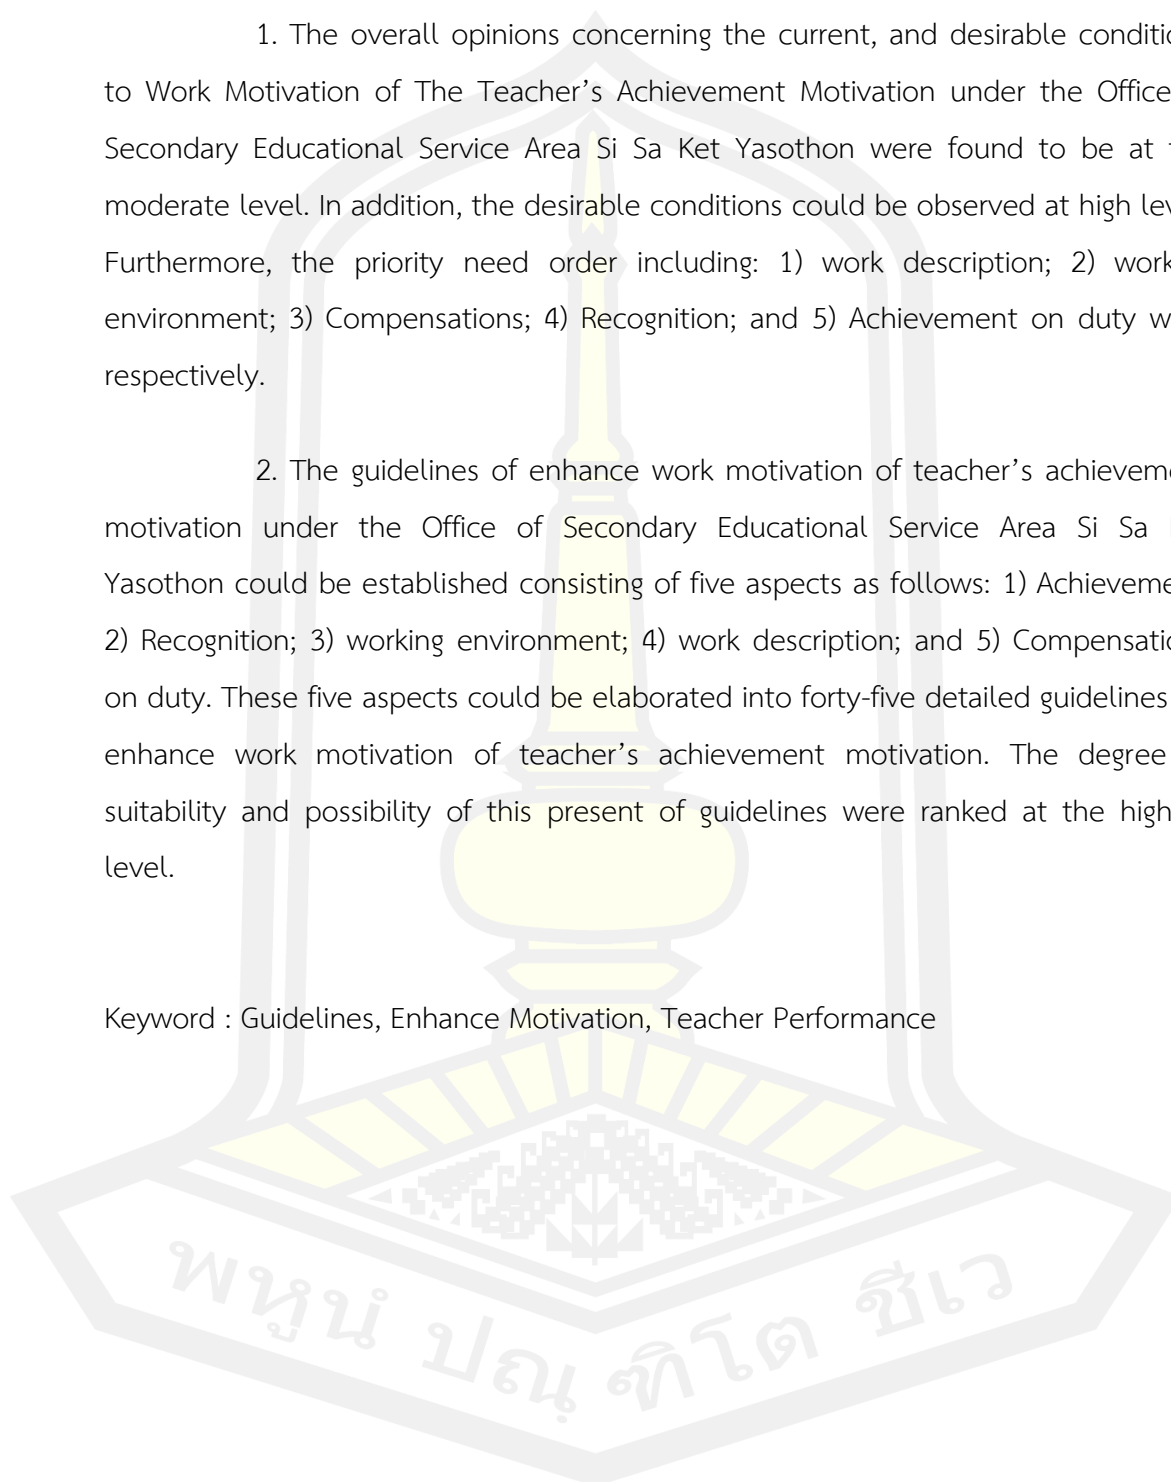 1. The overall opinions concerning the current, and desirable
to Work Motivation of The Teacher's Achievement Motivation under the Office
Secondary Educational Service Area Si Sa Ket Yasothon were found to be at
moderate level. In addition, the desirable conditions could be observed at high
Furthermore, the priority need order including: 1) work description; 2)
environment; 3) Compensations; 4) Recognition; and 5) Achievement on duty
respectively.
2. The guidelines of enhance work motivation of teacher's
motivation under the Office of Secondary Educational Service Area Si Sa
Yasothon could be established consisting of five aspects as follows: 1)
2) Recognition; 3) working environment; 4) work description; and 5)
on duty. These five aspects could be elaborated into forty-five detailed guidelines
enhance work motivation of teacher's achievement motivation. The degree
suitability and possibility of this present of guidelines were ranked at the
level.
Keyword : Guidelines, Enhance Motivation, Teacher Performance
พหูนํ ปณฺฑิโต ชีเว